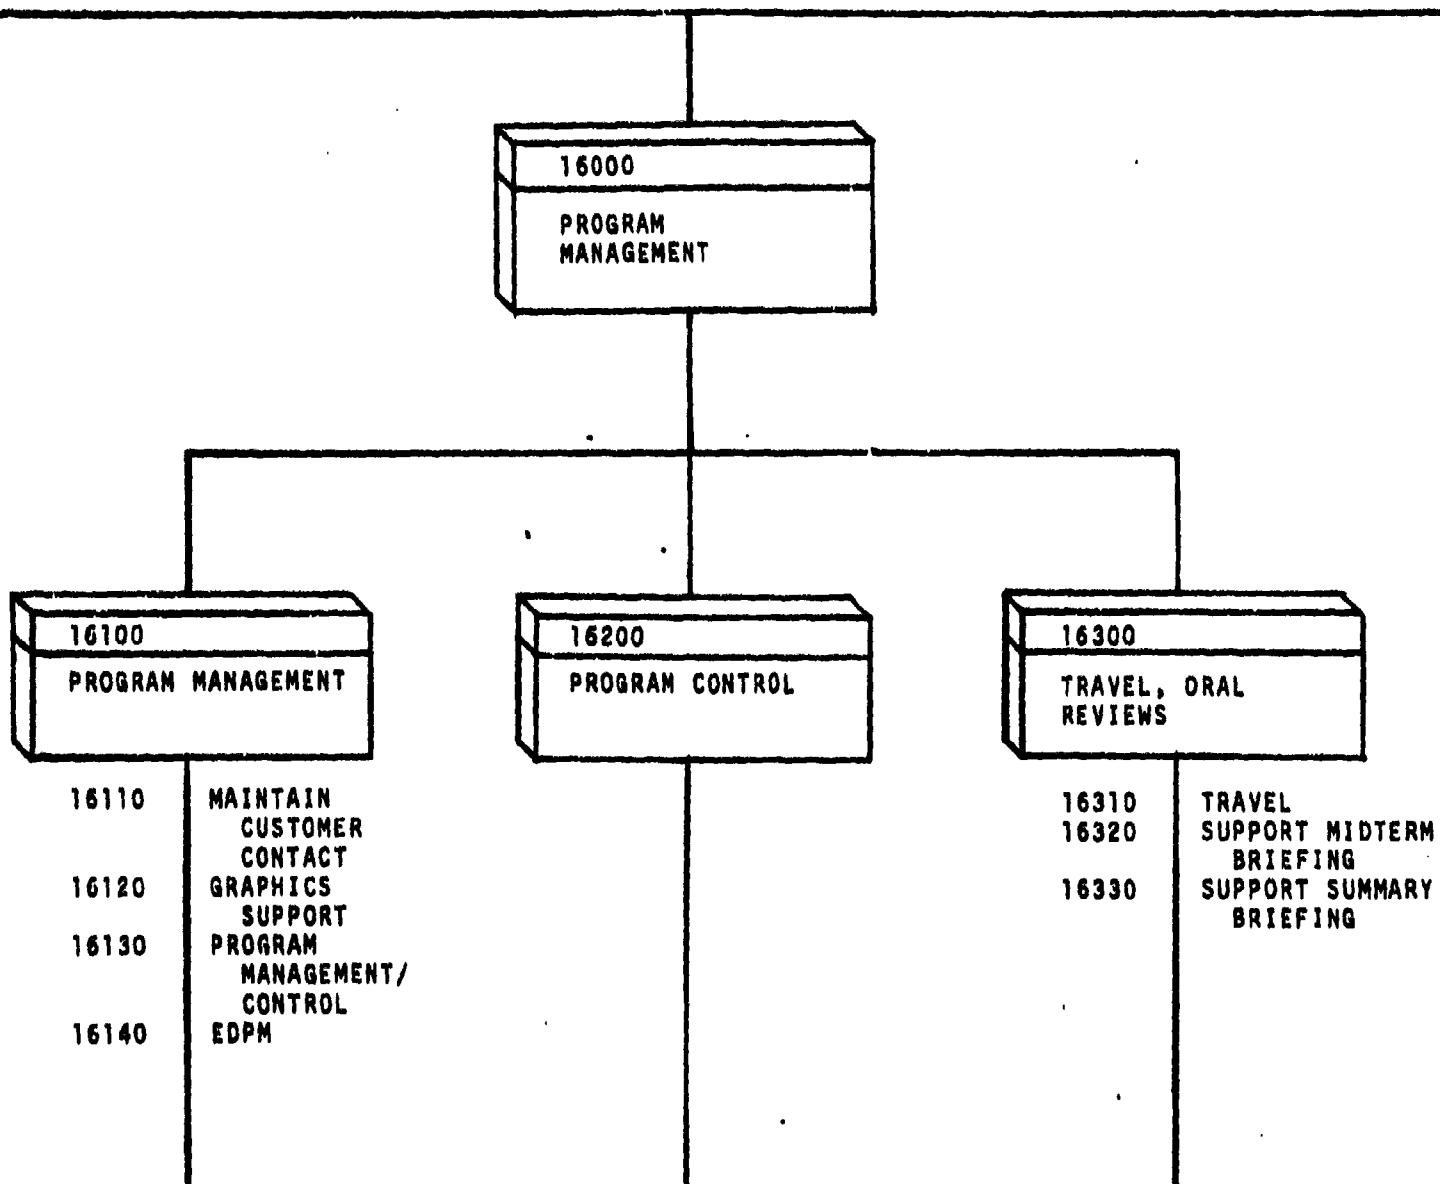 16000
PROGRAM
MANAGEMENT
16100
PROGRAM MANAGEMENT
16110 MAINTAIN
CUSTOMER
CONTACT
16120 GRAPHICS
SUPPORT
16130 PROGRAM
MANAGEMENT/
CONTROL
16140 EDPM
16200
PROGRAM CONTROL
16300
TRAVEL, ORAL
REVIEWS
16310 TRAVEL
16320 SUPPORT MIDTERM
BRIEFING
16330 SUPPORT SUMMARY
BRIEFING